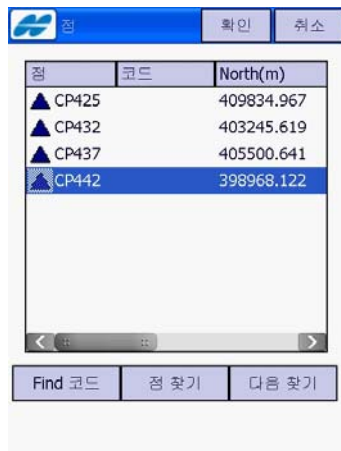 점 확인 취소
점 코드 North(m)
CP425 409834.967
CP432 403245.619
CP437 405500.641
CP442 398968.122
Find 코드 점 찾기 다음 찾기